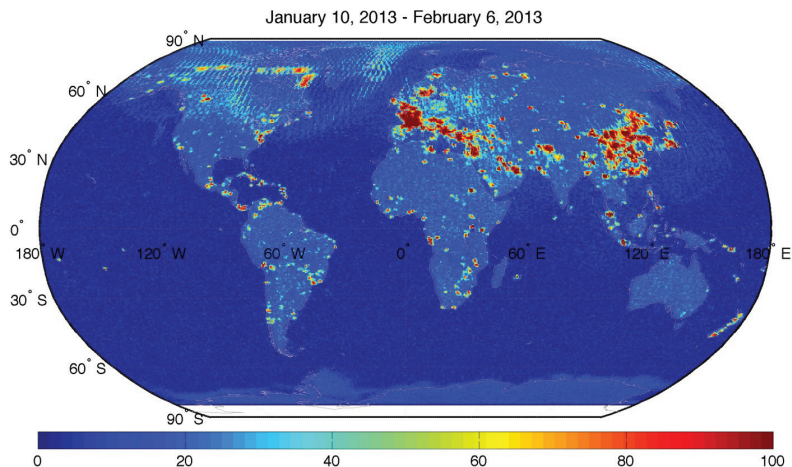 January 10, 2013 - February 6, 2013
90° N
60° N
30° N
0°
180° W 120° W 60° W 0° 60° E 120° E 180° E
30° S
60° S
90° S
0 20 40 60 80 100